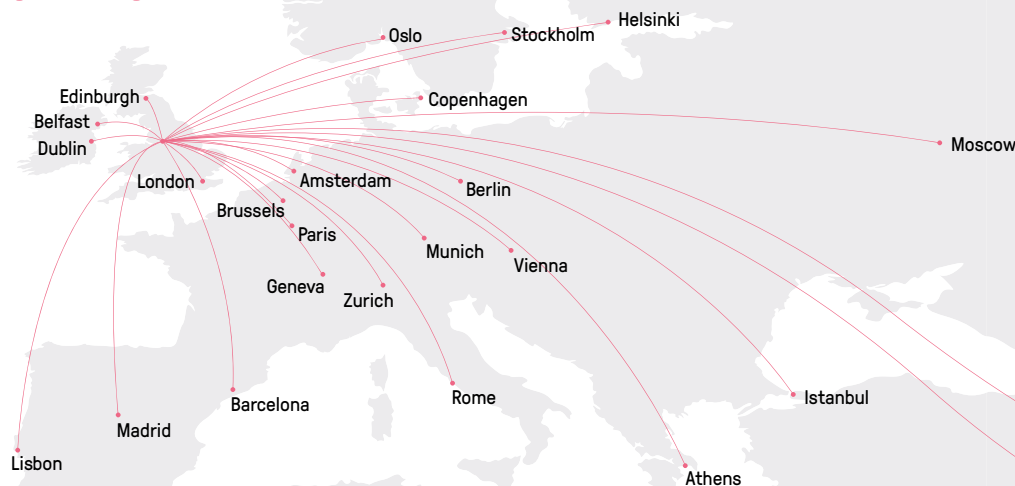 Helsinki
Oslo
Stockholm
Edinburgh
Copenhagen
Belfast
Dublin
Moscow
London
Amsterdam
Berlin
Brussels
Paris
Munich
Vienna
Geneva
Zurich
Rome
Istanbul
Barcelona
Madrid
Lisbon
Athens